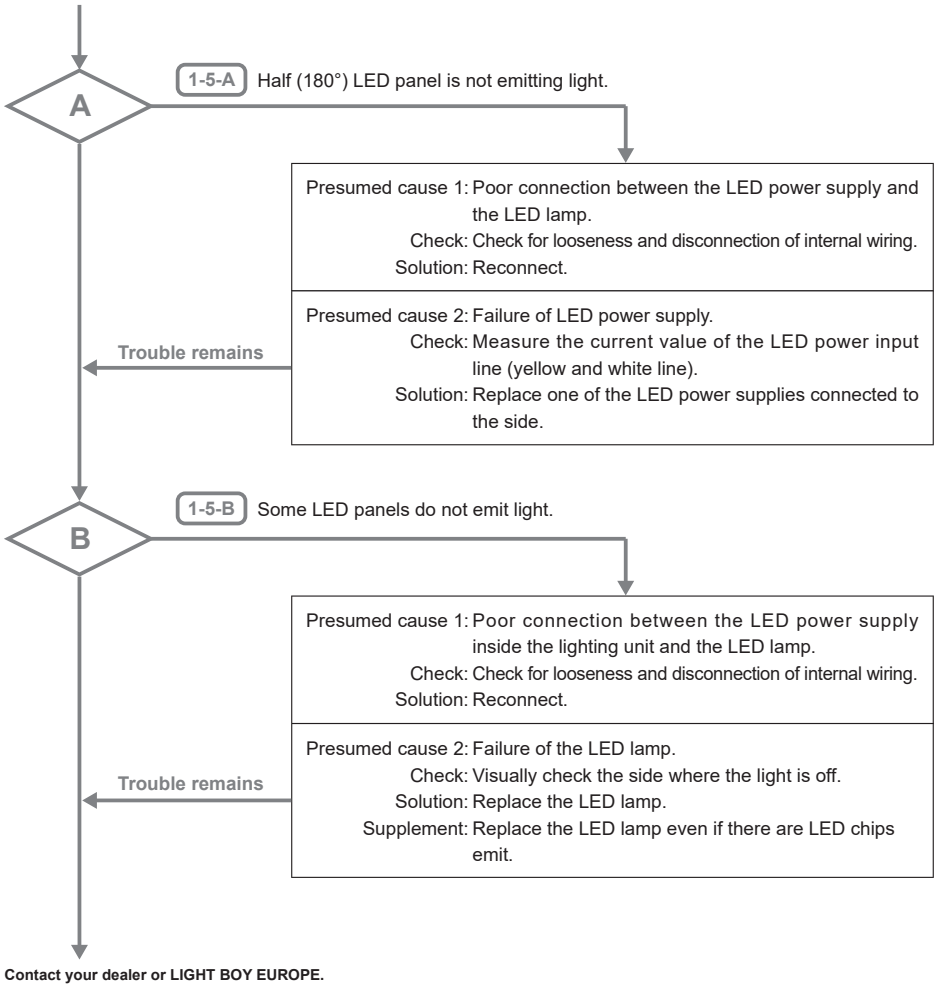 A
1-5-A Half (180°) LED panel is not emitting light.
Presumed cause 1: Poor connection between the LED power supply and
the LED lamp.
Check: Check for looseness and disconnection of internal wiring.
Solution: Reconnect.
Presumed cause 2: Failure of LED power supply.
Check: Measure the current value of the LED power input
line (yellow and white line).
Solution: Replace one of the LED power supplies connected to
the side.
Trouble remains
B
1-5-B Some LED panels do not emit light.
Presumed cause 1: Poor connection between the LED power supply
inside the lighting unit and the LED lamp.
Check: Check for looseness and disconnection of internal wiring.
Solution: Reconnect.
Presumed cause 2: Failure of the LED lamp.
Check: Visually check the side where the light is off.
Solution: Replace the LED lamp.
Supplement: Replace the LED lamp even if there are LED chips
emit.
Trouble remains
Contact your dealer or LIGHT BOY EUROPE.